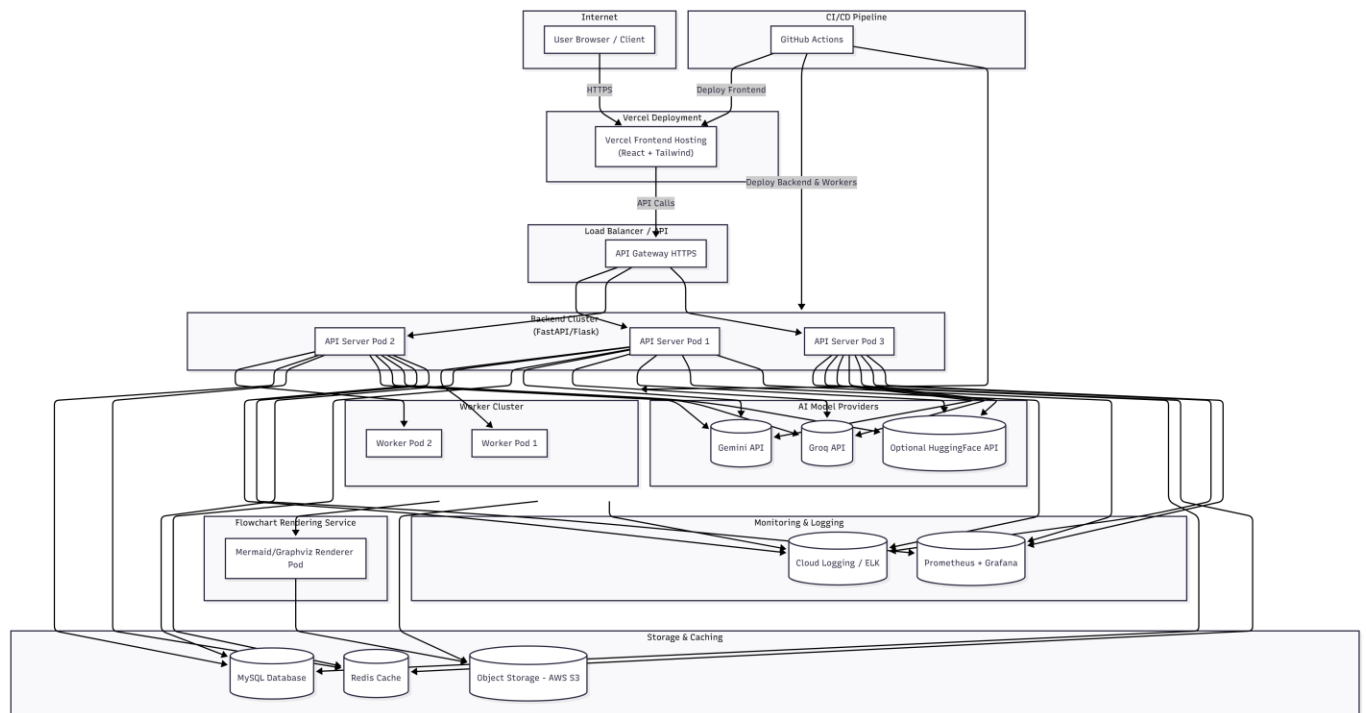 Internet
CI/CD Pipeline
User Browser / Client
GitHub Actions
HTTPS
Deploy Frontend
Vercel Deployment
Vercel Frontend Hosting
(React + Tailwind)
Deploy Backend & Workers
API Calls
Load Balancer / API
API Gateway HTTPS
Backend Cluster
(FastAPI/Flask)
API Server Pod 2
API Server Pod 1
API Server Pod 3
Worker Cluster
AI Model Providers
Worker Pod 2
Worker Pod 1
Gemini API
Groq API
Optional HuggingFace API
Flowchart Rendering Service
Monitoring & Logging
Mermaid/Graphviz Renderer
Pod
Cloud Logging / ELK
Prometheus + Grafana
Storage & Caching
MySQL Database
Redis Cache
Object Storage - AWS S3